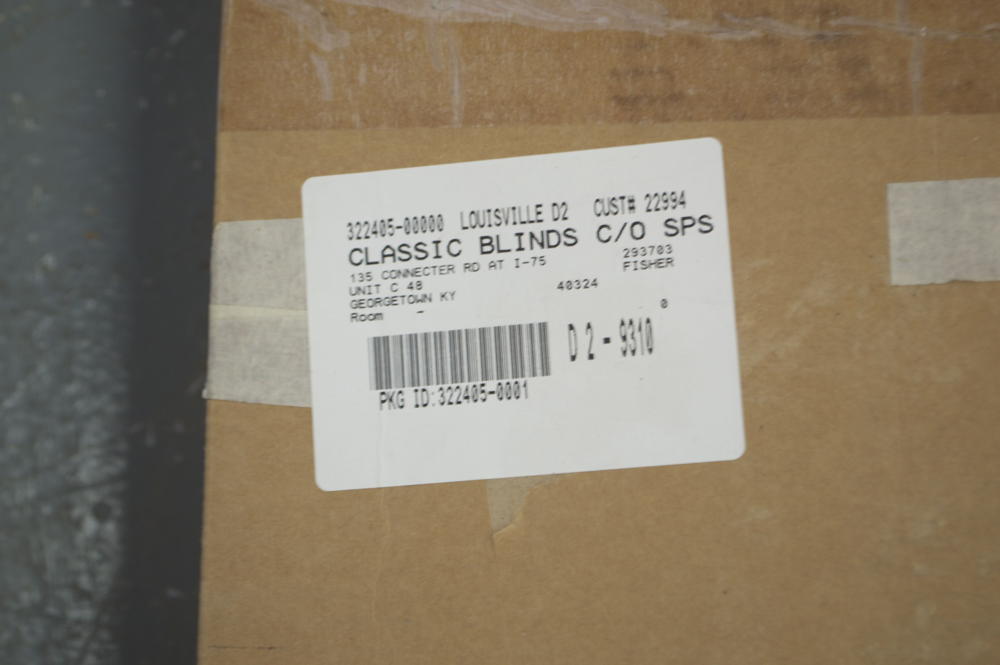 322405-00000 LOUISVILLE D2 CUST# 22994
CLASSIC BLINDS C/O SPS
135 CONNECTER RD AT I-75 293703
UNIT C 48 FISHER
GEORGETOWN KY 40324
Room - 0
D 2 - 9310
PKG ID:322405-0001